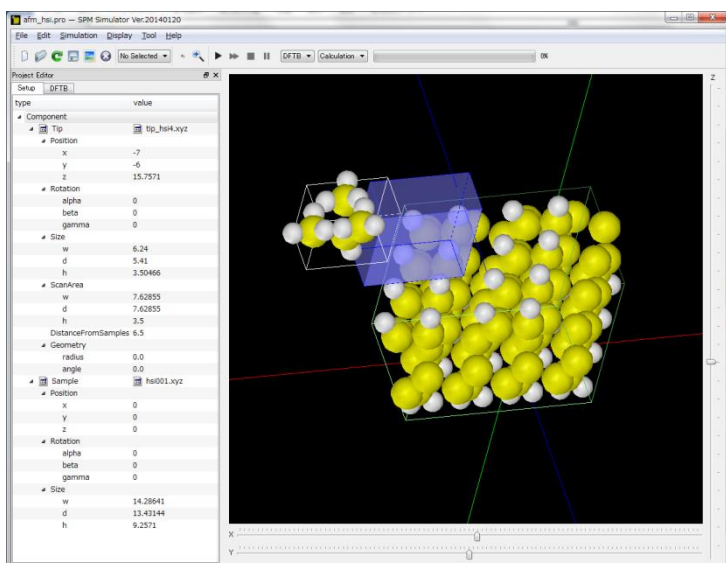 afm_hsi.pro — SPM Simulator Ver.20140120
File Edit Simulation Display Tool Help
No Selected DFTB Calculation 0%
Project Editor
Setup DFTB
type value
Component
Tip tip_hsi4.xyz
Position
x -7
y -6
z 15.7571
Rotation
alpha 0
beta 0
gamma 0
Size
w 6.24
d 5.41
h 3.50466
ScanArea
w 7.62855
d 7.62855
h 3.5
DistanceFromSamples 6.5
Geometry
radius 0.0
angle 0.0
Sample hsi001.xyz
Position
x 0
y 0
z 0
Rotation
alpha 0
beta 0
gamma 0
Size
w 14.28641
d 13.43144
h 9.2571
Z
X
Y